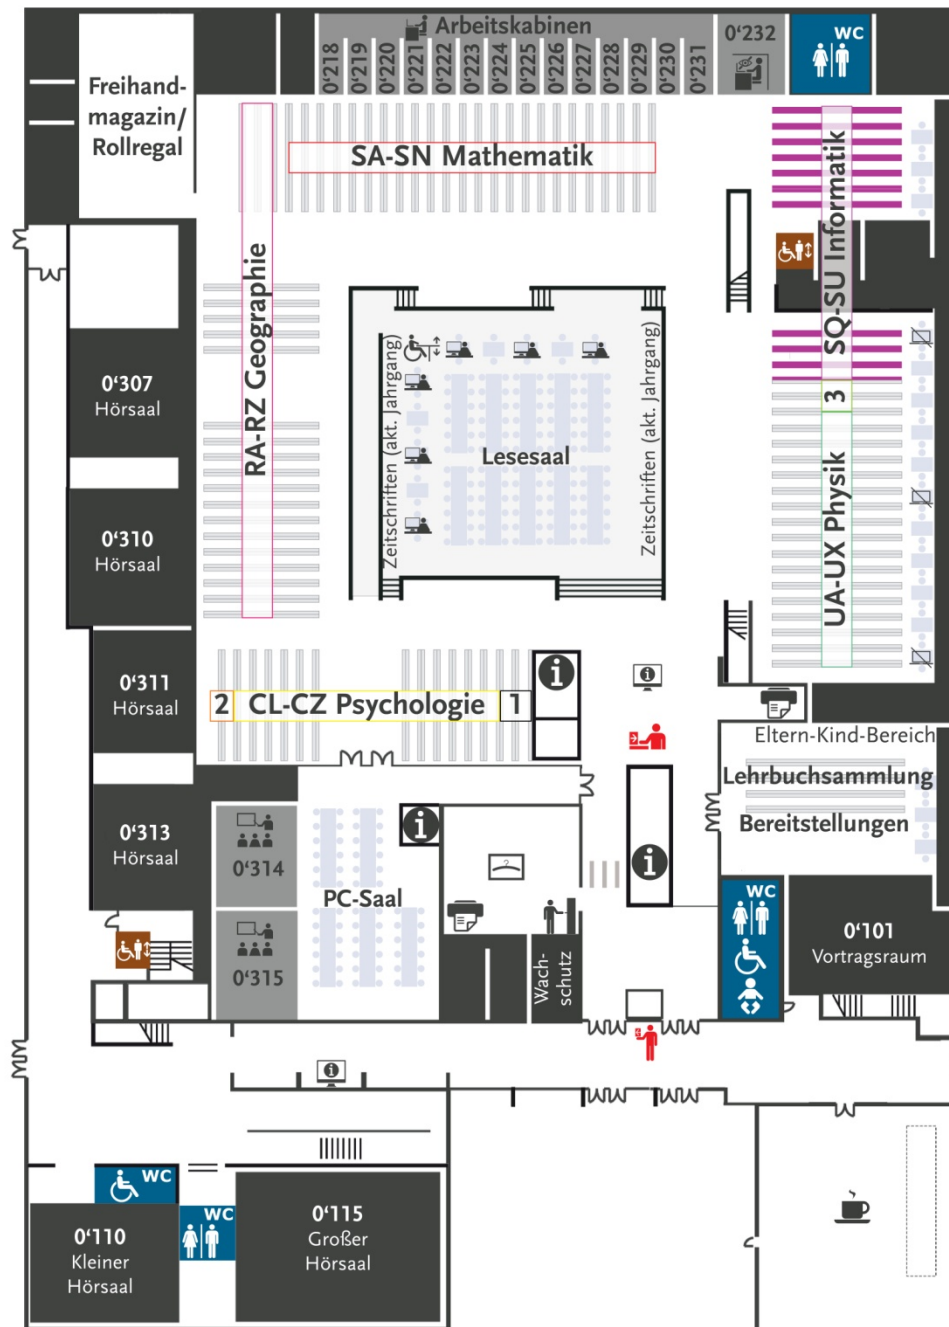 Arbeitskabinen
0‘218
0‘219
0‘220
0‘221
0‘222
0‘223
0‘224
0‘225
0‘226
0‘227
0‘228
0‘229
0‘230
0‘231
0‘232
WC
Freihand-
magazin/
Rollregal
SA-SN Mathematik
SQ-SU Informatik
RA-RZ Geographie
Zeitschriften (akt. Jahrgang)
Lesesaal
Zeitschriften (akt. Jahrgang)
3
UA-UX Physik
0‘307
Hörsaal
0‘310
Hörsaal
0‘311
Hörsaal
2
CL-CZ Psychologie
1
i
i
Eltern-Kind-Bereich
Lehrbuchsammlung
Bereitstellungen
0‘313
Hörsaal
0‘314
PC-Saal
i
i
0‘315
Wach-
schutz
WC
0‘101
Vortragsraum
i
WC
WC
0‘110
Kleiner
Hörsaal
0‘115
Großer
Hörsaal